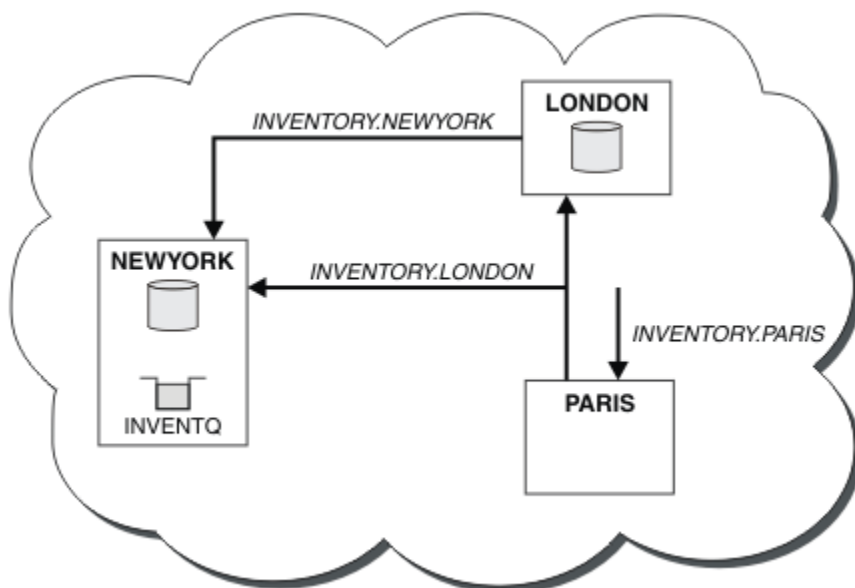 LONDON
INVENTORY.NEWYORK
NEWYORK
INVENTORY.LONDON
INVENTORY.PARIS
PARIS
INVENTQ